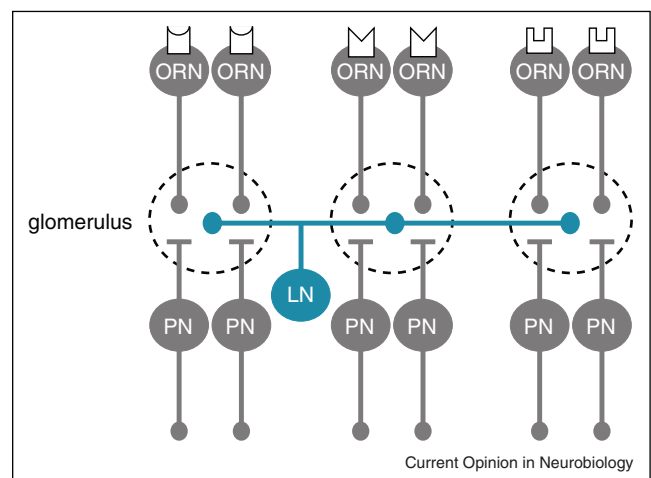 ORN ORN ORN ORN ORN ORN
glomerulus
LN
PN PN PN PN PN PN
Current Opinion in Neurobiology